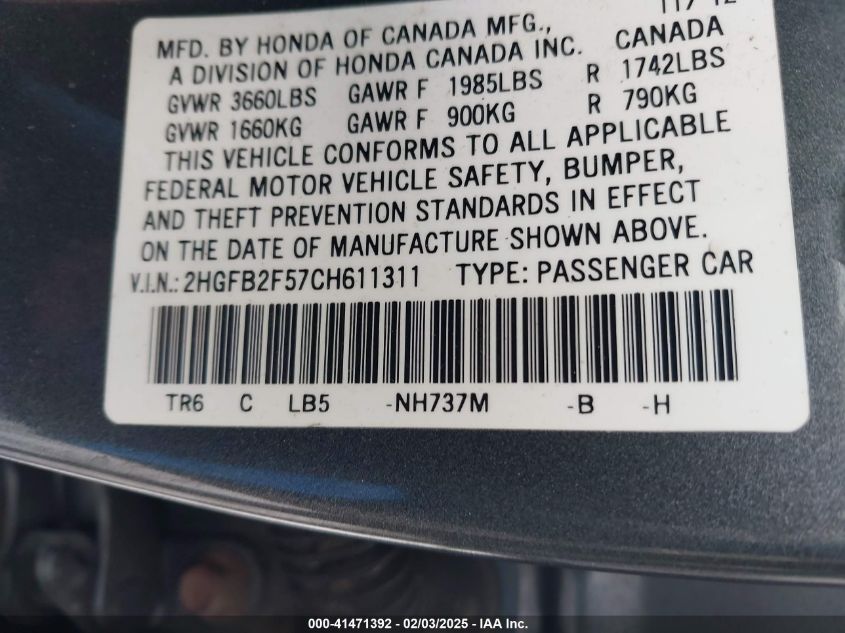 MFD. BY HONDA OF CANADA MFG.,
A DIVISION OF HONDA CANADA INC. CANADA
GVWR 3660LBS GAWR F 1985LBS R 1742LBS
GVWR 1660KG GAWR F 900KG R 790KG
THIS VEHICLE CONFORMS TO ALL APPLICABLE
FEDERAL MOTOR VEHICLE SAFETY, BUMPER,
AND THEFT PREVENTION STANDARDS IN EFFECT
ON THE DATE OF MANUFACTURE SHOWN ABOVE.
V.I.N.: 2HGFB2F57CH611311 TYPE: PASSENGER CAR
TR6 C LB5 -NH737M -B -H
000-41471392 - 02/03/2025 - IAA Inc.